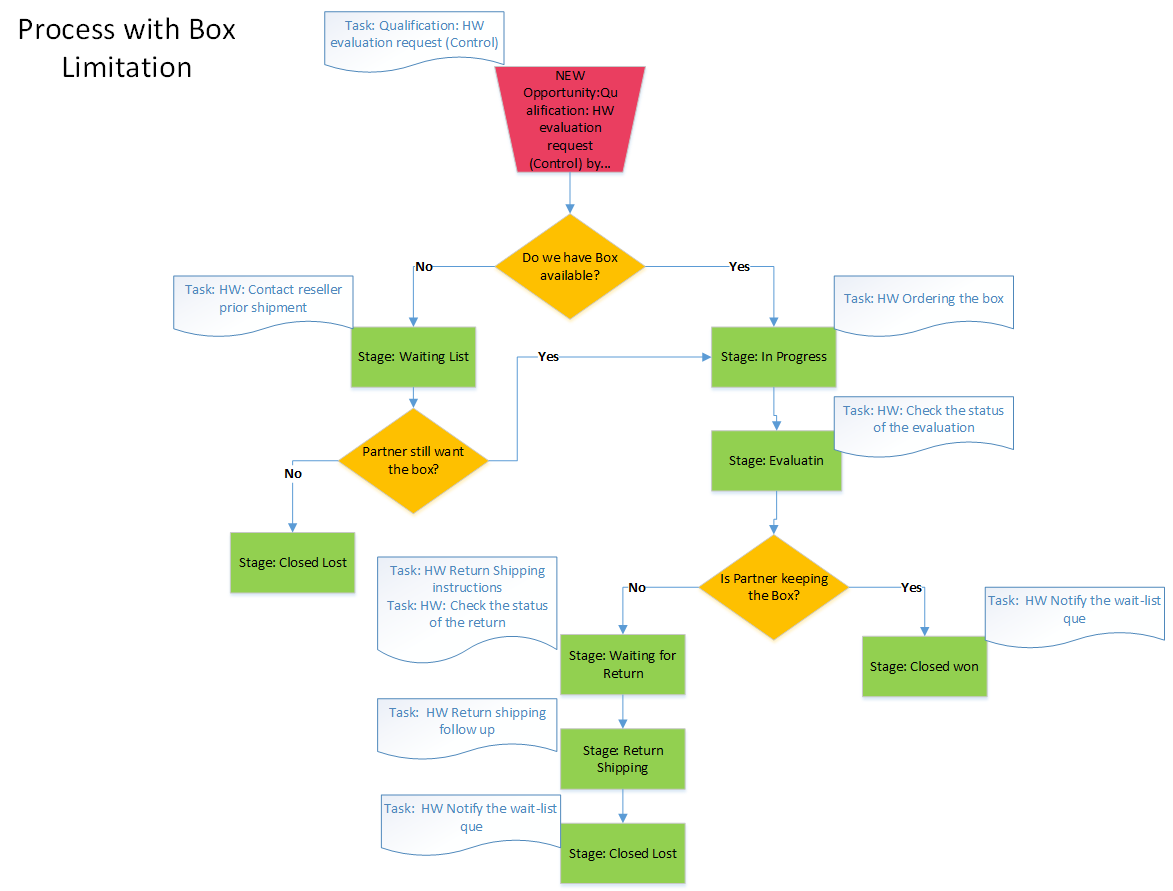 Process with Box
Limitation
Task: Qualification: HW
evaluation request (Control)
NEW
Opportunity:Qu
alification: HW
evaluation
request
(Control) by...
Do we have Box
available?
No
Yes
Task: HW: Contact reseller
prior shipment
Task: HW Ordering the box
Stage: Waiting List
Yes
Stage: In Progress
Task: HW: Check the status
of the evaluation
Partner still want
the box?
Stage: Evaluatin
No
Stage: Closed Lost
Task: HW Return Shipping
instructions
Task: HW: Check the status
of the return
Is Partner keeping
the Box?
No
Yes
Task:  HW Notify the wait-list
que
Stage: Waiting for
Return
Stage: Closed won
Task:  HW Return shipping
follow up
Stage: Return
Shipping
Task:  HW Notify the wait-list
que
Stage: Closed Lost